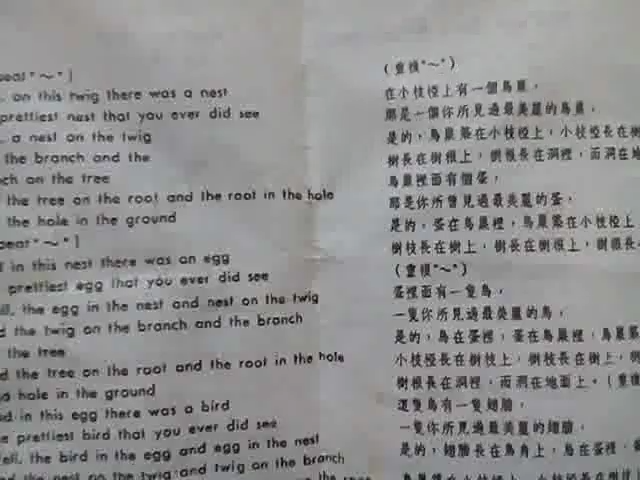 peat "～"]
on this twig there was a nest
prettiest nest that you ever did see
a nest on the twig
the branch and the
ch on the tree
the tree on the root and the root in the hole
the hole in the ground
peat "～"]
in this nest there was an egg
prettiest egg that you ever did see
ell, the egg in the nest and nest on the twig
d the twig on the branch and the branch
the tree
d the tree on the root and the root in the hole
hole in the ground
d in this egg there was a bird
e prettiest bird that you ever did see
ell, the bird in the egg and egg in the nest
nest on the twig and twig on the branch
(重複"～")
在小枝椏上有一個鳥巢，
那是一個你所見過最美麗的鳥巢，
是的，鳥巢築在小枝椏上，小枝椏長在樹
樹長在樹根上，樹根長在洞裡，而洞在地
鳥巢裡面有個蛋，
那是你所曾見過最美麗的蛋，
是的，蛋在鳥巢裡，鳥巢築在小枝椏上
樹枝長在樹上，樹長在樹根上，樹根長
(重複"～")
蛋裡面有一隻鳥，
一隻你所見過最美麗的鳥，
是的，鳥在蛋裡，蛋在鳥巢裡，鳥巢築
小枝椏長在樹枝上，樹枝長在樹上，樹
樹根長在洞裡，而洞在地面上。(重複
這隻鳥有一隻翅膀，
一隻你所見過最美麗的翅膀，
是的，翅膀長在鳥身上，鳥在蛋裡，